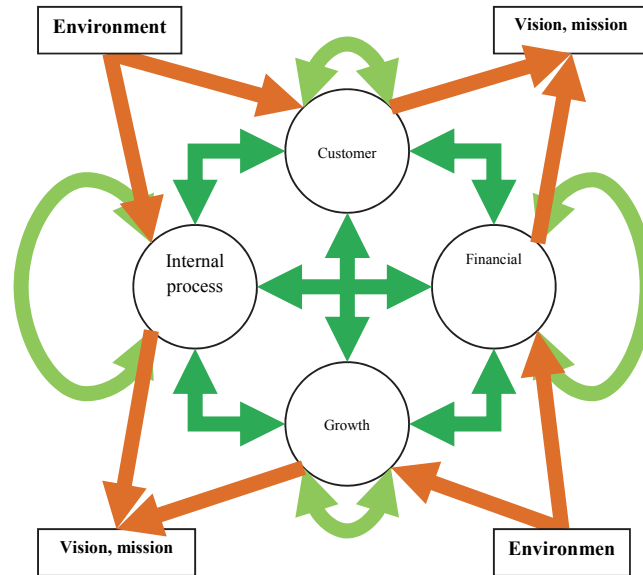 Environment
Vision, mission
Customer
Internal
process
Financial
Growth
Vision, mission
Environmen